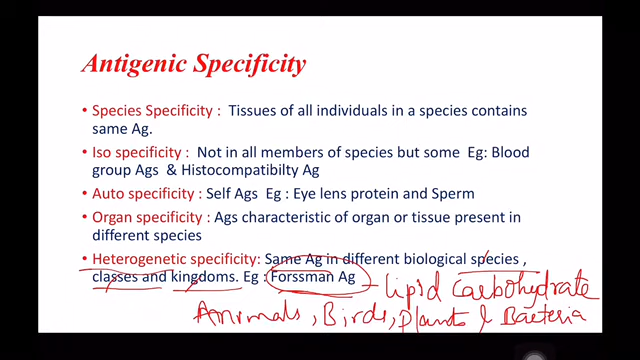 Antigenic Specificity
• Species Specificity : Tissues of all individuals in a species contains
same Ag.
• Iso specificity : Not in all members of species but some Eg: Blood
group Ags & Histocompatibilty Ag
• Auto specificity : Self Ags Eg : Eye lens protein and Sperm
• Organ specificity : Ags characteristic of organ or tissue present in
different species
• Heterogenetic specificity: Same Ag in different biological species ,
classes and kingdoms. Eg : Forssman Ag – Lipid Carbohydrate
Animals, Birds, Plants & Bacteria